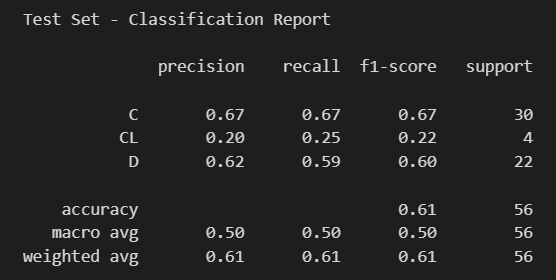 Test Set - Classification Report
precision recall f1-score support
C 0.67 0.67 0.67 30
CL 0.20 0.25 0.22 4
D 0.62 0.59 0.60 22
accuracy 0.61 56
macro avg 0.50 0.50 0.50 56
weighted avg 0.61 0.61 0.61 56